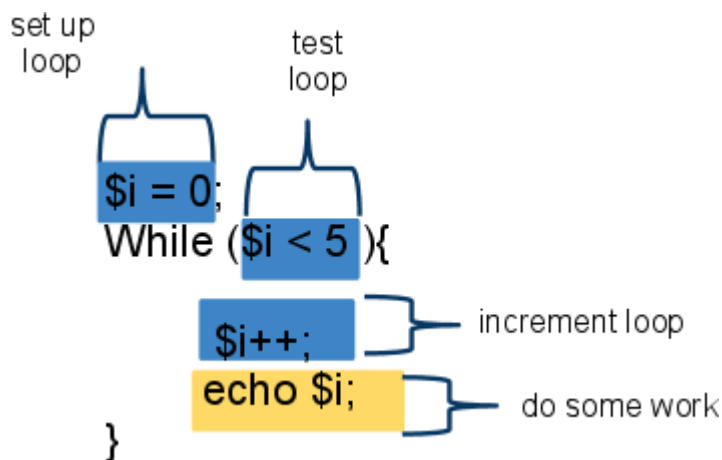 set up
loop
test
loop
$i = 0;
While ($i < 5 ){
$i++;
increment loop
echo $i;
do some work
}